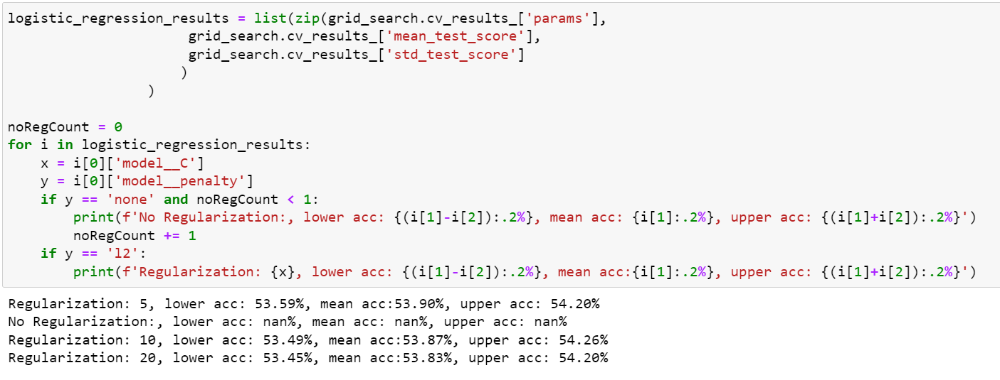 logistic_regression_results = list(zip(grid_search.cv_results_['params'],
grid_search.cv_results_['mean_test_score'],
grid_search.cv_results_['std_test_score']
)
)
noRegCount = 0
for i in logistic_regression_results:
x = i[0]['model__C']
y = i[0]['model__penalty']
if y == 'none' and noRegCount < 1:
print(f'No Regularization:, lower acc: {(i[1]-i[2]):.2%}, mean acc: {i[1]:.2%}, upper acc: {(i[1]+i[2]):.2%}')
noRegCount += 1
if y == 'l2':
print(f'Regularization: {x}, lower acc: {(i[1]-i[2]):.2%}, mean acc:{i[1]:.2%}, upper acc: {(i[1]+i[2]):.2%}')
Regularization: 5, lower acc: 53.59%, mean acc:53.90%, upper acc: 54.20%
No Regularization:, lower acc: nan%, mean acc: nan%, upper acc: nan%
Regularization: 10, lower acc: 53.49%, mean acc:53.87%, upper acc: 54.26%
Regularization: 20, lower acc: 53.45%, mean acc:53.83%, upper acc: 54.20%